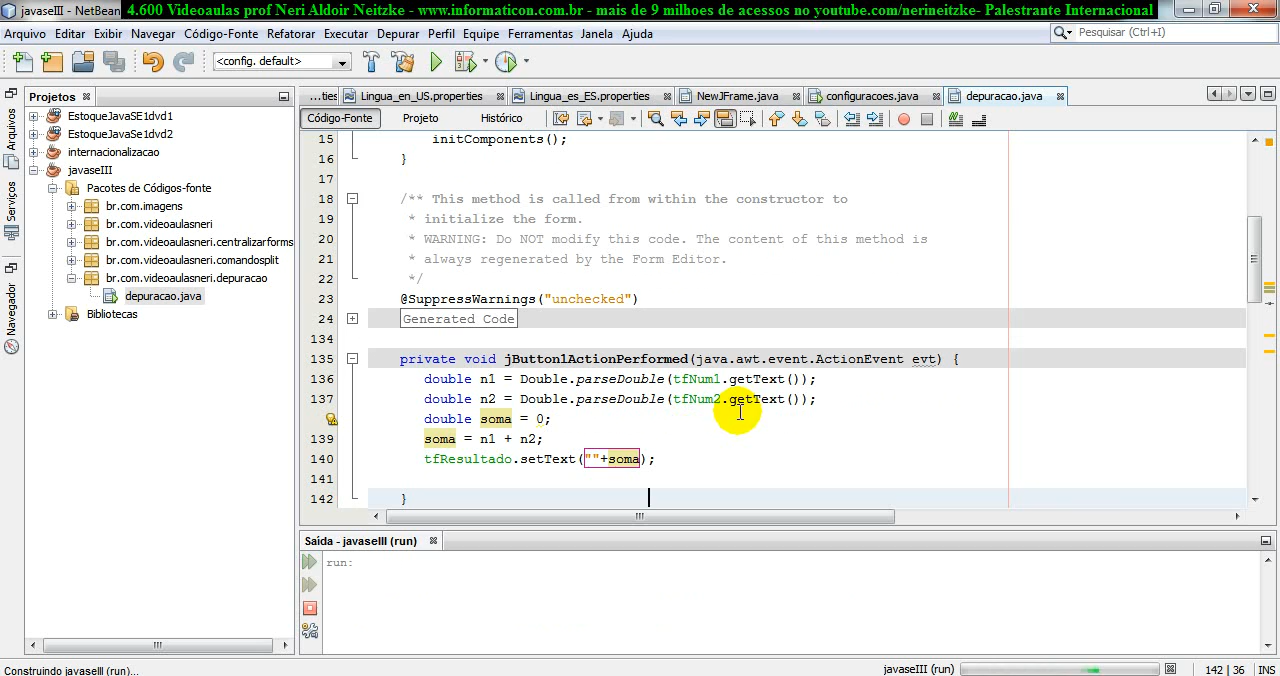 javaseIII - NetBean
4.600 Videoaulas prof Neri Aldoir Neitzke - www.informaticon.com.br - mais de 9 milhoes de acessos no youtube.com/nerineitzke- Palestrante Internacional
Arquivo Editar Exibir Navegar Código-Fonte Refatorar Executar Depurar Perfil Equipe Ferramentas Janela Ajuda
Pesquisar (Ctrl+I)
<config. default>
Projetos
...ties Lingua_en_US.properties Lingua_es_ES.properties NewJFrame.java configuracoes.java depuracao.java
Código-Fonte Projeto Histórico
Arquivos
Serviços
Navegador
EstoqueJavaSE1dvd1
EstoqueJavaSe1dvd2
internacionalizacao
javaseIII
Pacotes de Códigos-fonte
br.com.imagens
br.com.videoaulasneri
br.com.videoaulasneri.centralizarforms
br.com.videoaulasneri.comandosplit
br.com.videoaulasneri.depuracao
depuracao.java
Bibliotecas
15 initComponents();
16 }
17
18 /** This method is called from within the constructor to
19 * initialize the form.
20 * WARNING: Do NOT modify this code. The content of this method is
21 * always regenerated by the Form Editor.
22 */
23 @SuppressWarnings("unchecked")
24 Generated Code
134
135 private void jButton1ActionPerformed(java.awt.event.ActionEvent evt) {
136 double n1 = Double.parseDouble(tfNum1.getText());
137 double n2 = Double.parseDouble(tfNum2.getText());
double soma = 0;
139 soma = n1 + n2;
140 tfResultado.setText(""+soma);
141
142 }
Saída - javaseIII (run)
run:
Construindo javaseIII (run)...
javaseIII (run)
142 | 36 INS